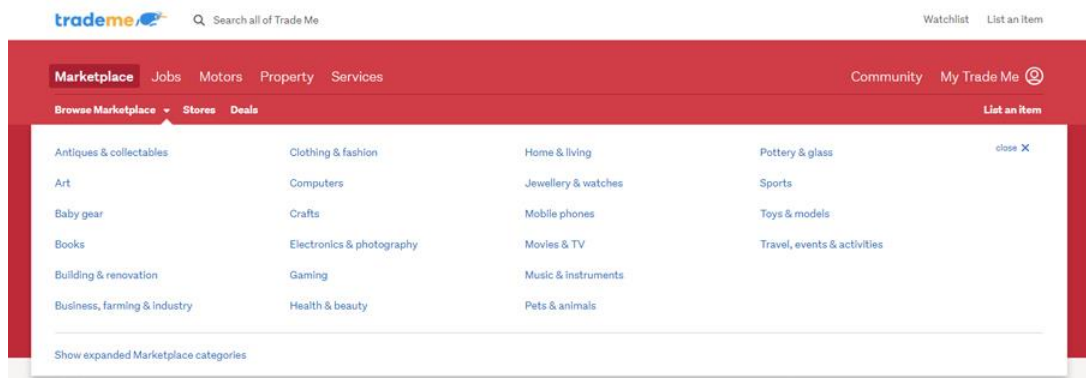 trademe
Search all of Trade Me
Watchlist List an item
Marketplace Jobs Motors Property Services
Community My Trade Me
Browse Marketplace Stores Deals
List an item
close X
Antiques & collectables
Art
Baby gear
Books
Building & renovation
Business, farming & industry
Clothing & fashion
Computers
Crafts
Electronics & photography
Gaming
Health & beauty
Home & living
Jewellery & watches
Mobile phones
Movies & TV
Music & instruments
Pets & animals
Pottery & glass
Sports
Toys & models
Travel, events & activities
Show expanded Marketplace categories